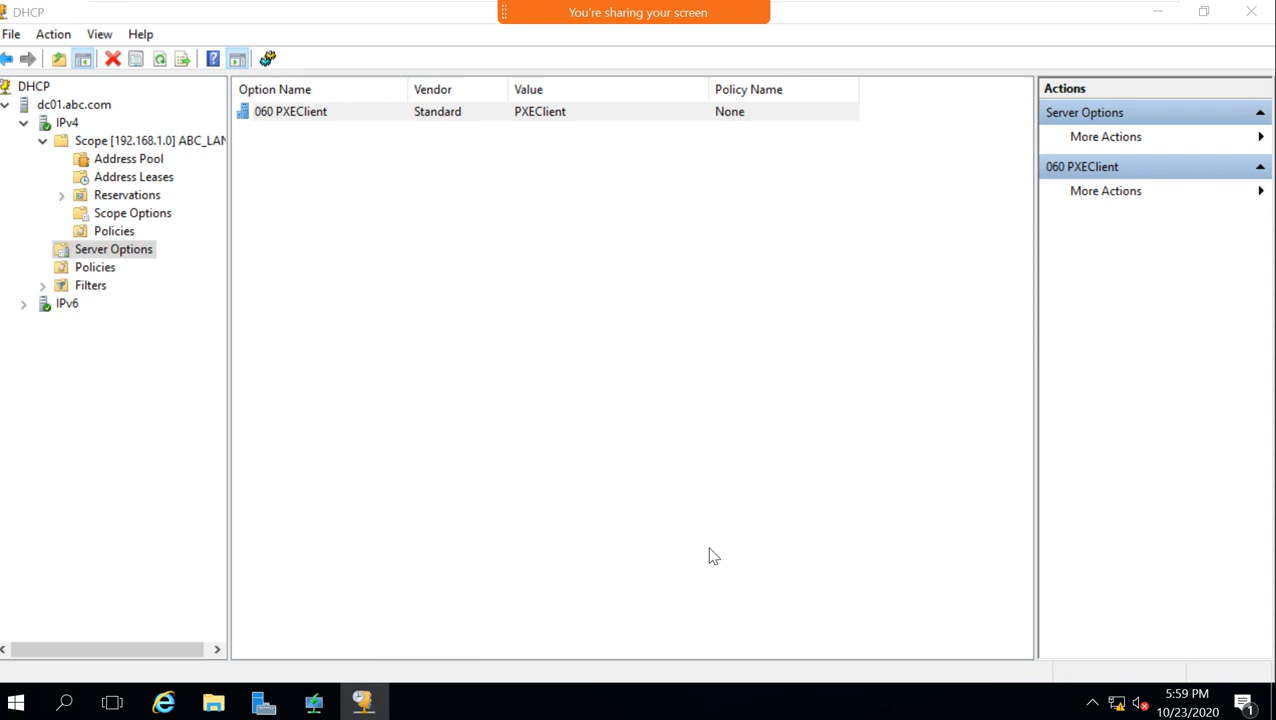 DHCP
You're sharing your screen
File Action View Help
DHCP
dc01.abc.com
IPv4
Scope [192.168.1.0] ABC_LAN
Address Pool
Address Leases
Reservations
Scope Options
Policies
Server Options
Policies
Filters
IPv6
Option Name Vendor Value Policy Name
060 PXEClient Standard PXEClient None
Actions
Server Options
More Actions
060 PXEClient
More Actions
5:59 PM
10/23/2020
1